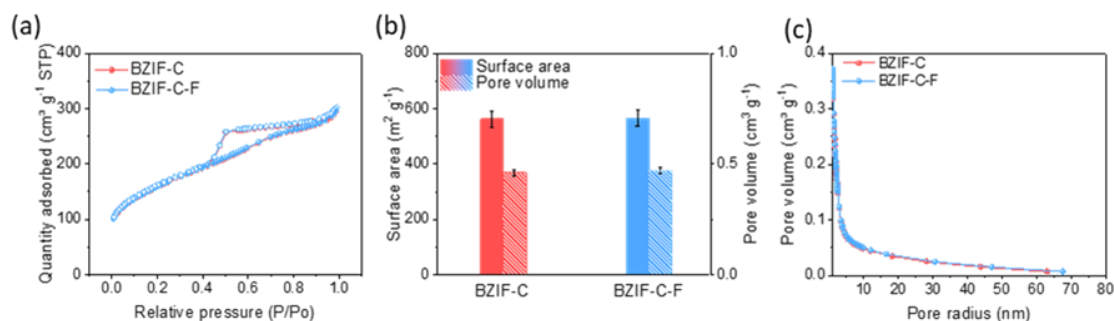 (a)
Quantity adsorbed (cm³ g⁻¹ STP)
400
300
200
100
0
BZIF-C
BZIF-C-F
0.0 0.2 0.4 0.6 0.8 1.0
Relative pressure (P/Po)
(b)
Surface area (m² g⁻¹)
800
600
400
200
0
Surface area
Pore volume
1.0
0.5
0.0
Pore volume (cm³ g⁻¹)
BZIF-C BZIF-C-F
(c)
Pore volume (cm³ g⁻¹)
0.4
0.3
0.2
0.1
0.0
BZIF-C
BZIF-C-F
10 20 30 40 50 60 70 80
Pore radius (nm)